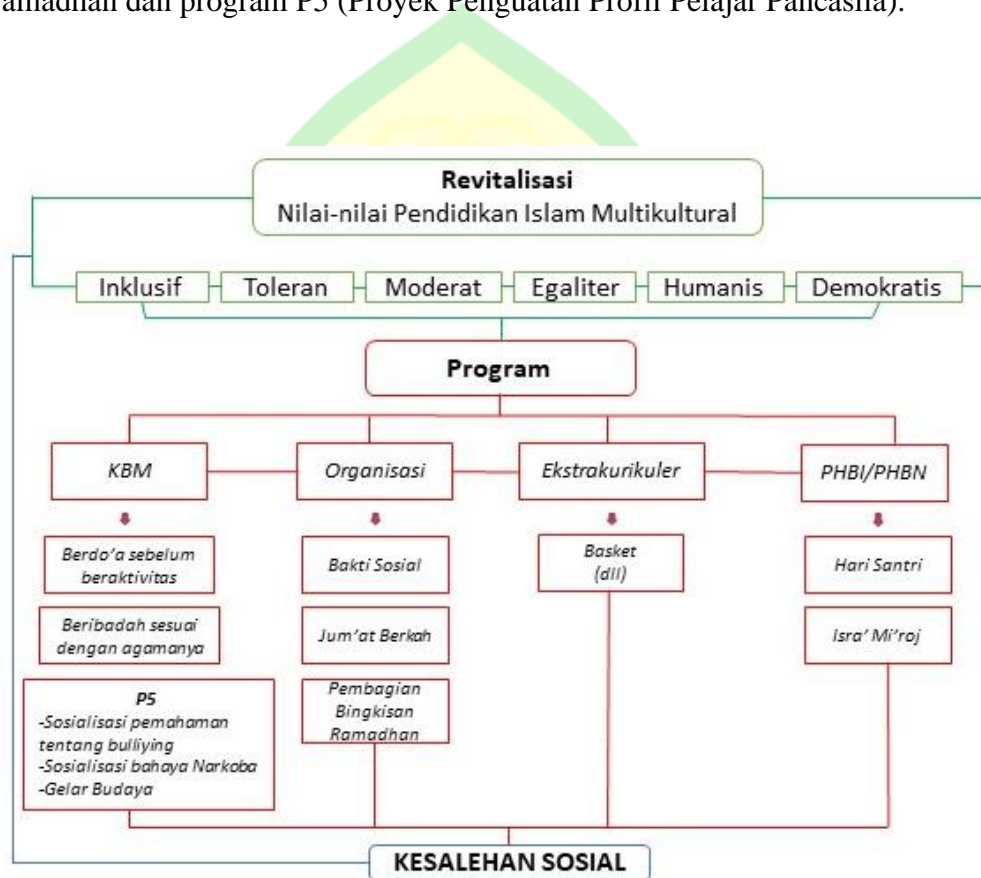 amadhan dan program P5 (Proyek Penguatan Profil Pelajar Pancasila).
Revitalisasi
Nilai-nilai Pendidikan Islam Multikultural
Inklusif
Toleran
Moderat
Egaliter
Humanis
Demokratis
Program
KBM
Organisasi
Ekstrakurikuler
PHBI/PHBN
Berdo’a sebelum
beraktivitas
Beribadah sesuai
dengan agamanya
P5
-Sosialisasi pemahaman
tentang bulliying
-Sosialisasi bahaya Narkoba
-Gelar Budaya
Bakti Sosial
Jum’at Berkah
Pembagian
Bingkisan
Ramadhan
Basket
(dll)
Hari Santri
Isra’ Mi’roj
KESALEHAN SOSIAL